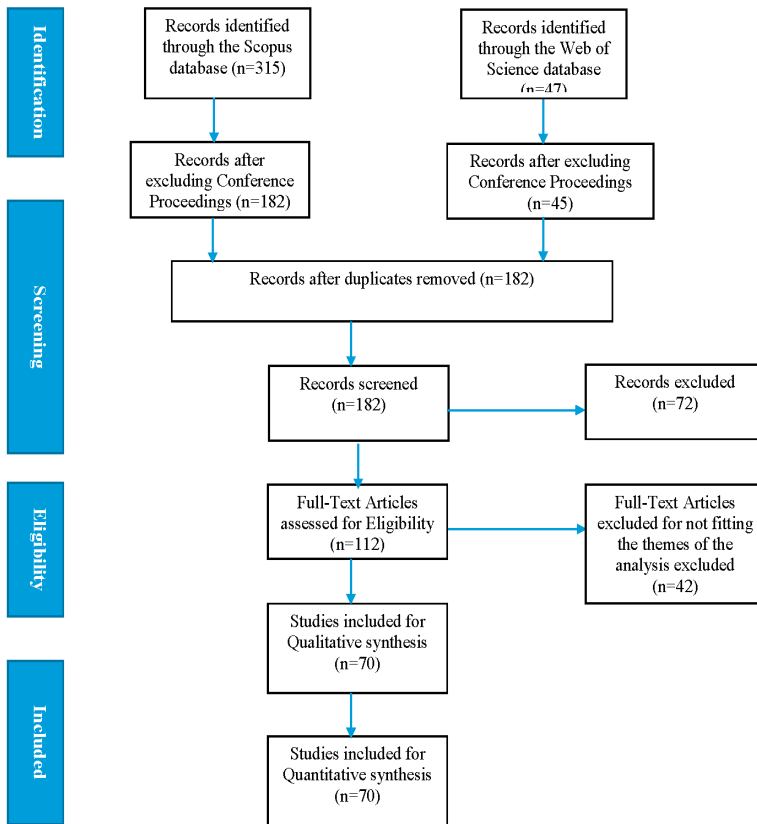 Identification
Records identified
through the Scopus
database (n=315)
Records identified
through the Web of
Science database
(n=47)
Records after
excluding Conference
Proceedings (n=182)
Records after excluding
Conference Proceedings
(n=45)
Screening
Records after duplicates removed (n=182)
Records screened
(n=182)
Records excluded
(n=72)
Eligibility
Full-Text Articles
assessed for Eligibility
(n=112)
Full-Text Articles
excluded for not fitting
the themes of the
analysis excluded
(n=42)
Studies included for
Qualitative synthesis
(n=70)
Included
Studies included for
Quantitative synthesis
(n=70)